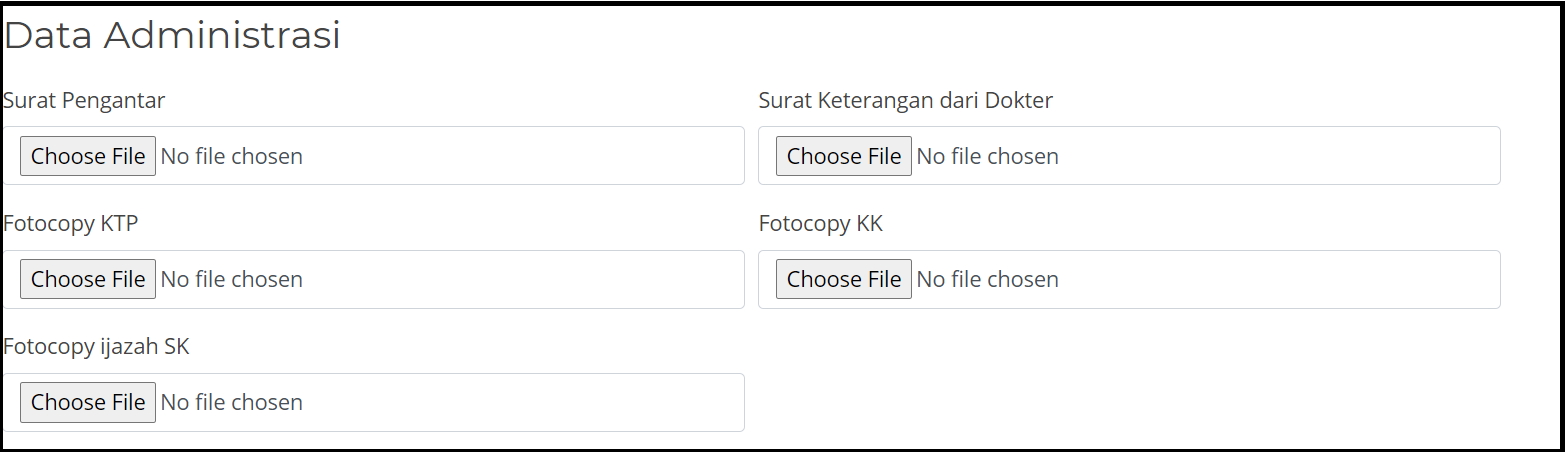 Data Administrasi
Surat Pengantar
Surat Keterangan dari Dokter
Choose File No file chosen
Choose File No file chosen
Fotocopy KTP
Fotocopy KK
Choose File No file chosen
Choose File No file chosen
Fotocopy ijazah SK
Choose File No file chosen